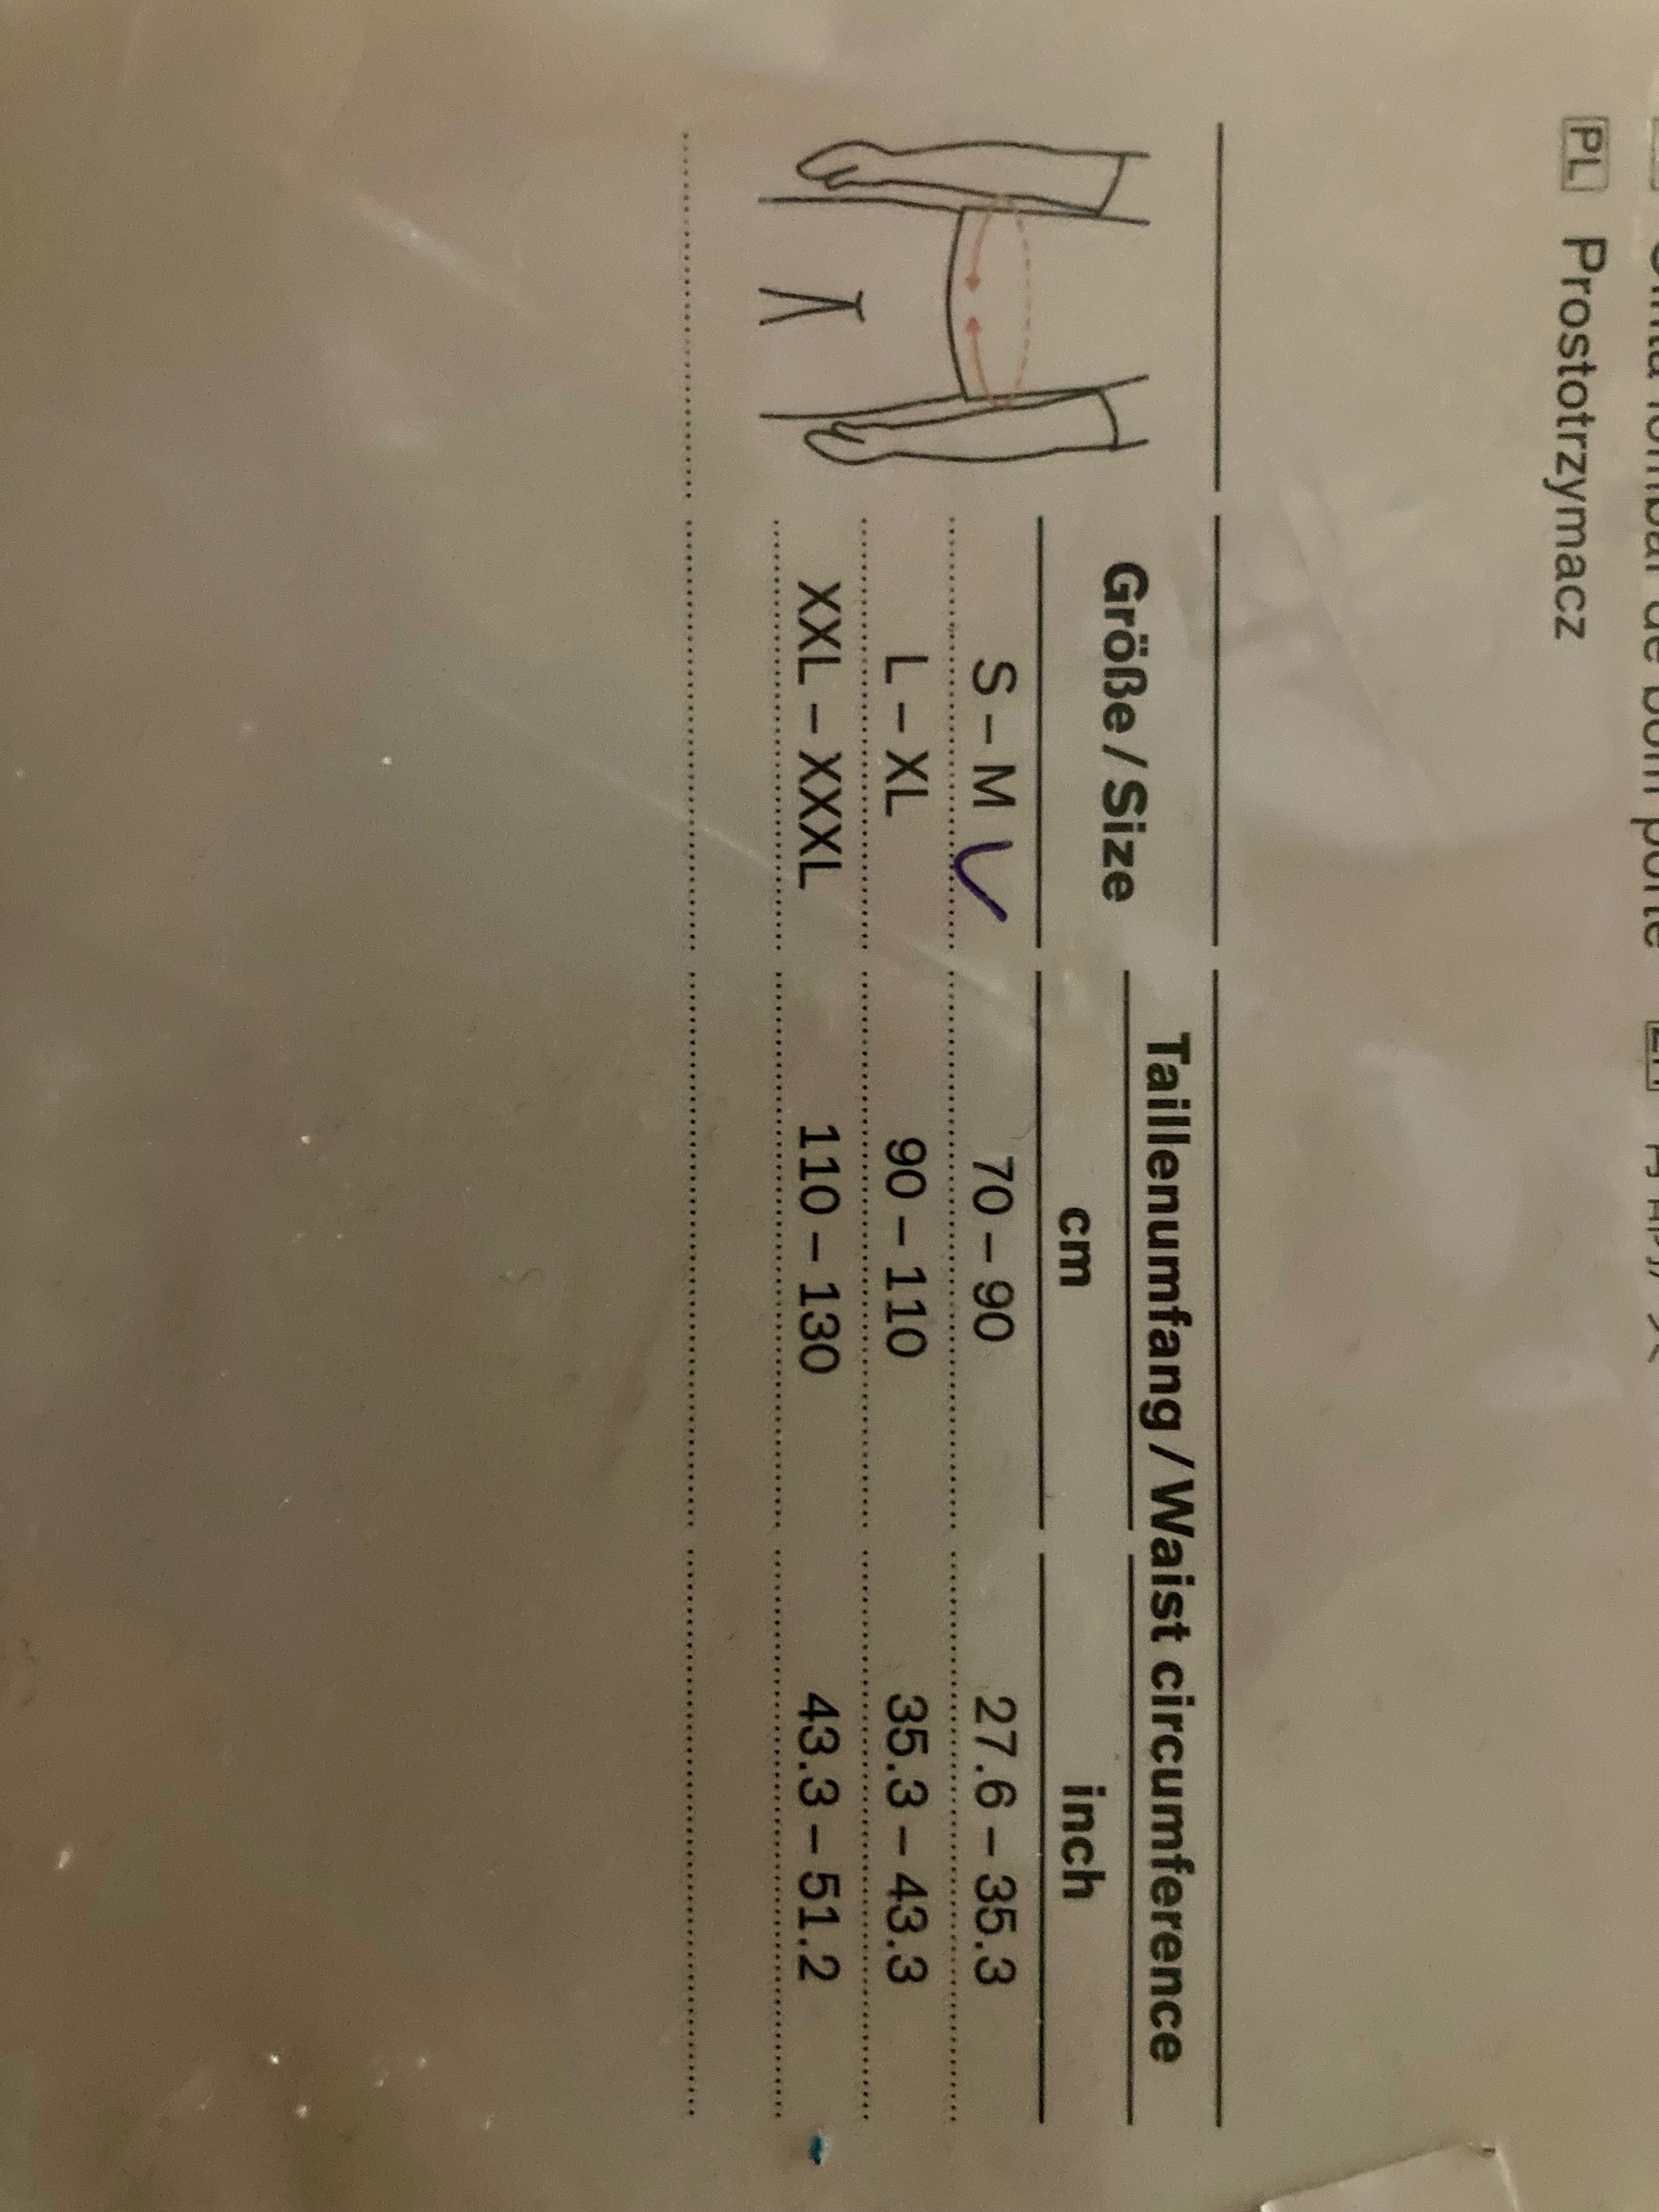 PL Prostotrzymacz
Größe / Size
Taillenumfang / Waist circumference
cm inch
S – M 70 – 90 27.6 – 35.3
L – XL 90 – 110 35.3 – 43.3
XXL – XXXL 110 – 130 43.3 – 51.2